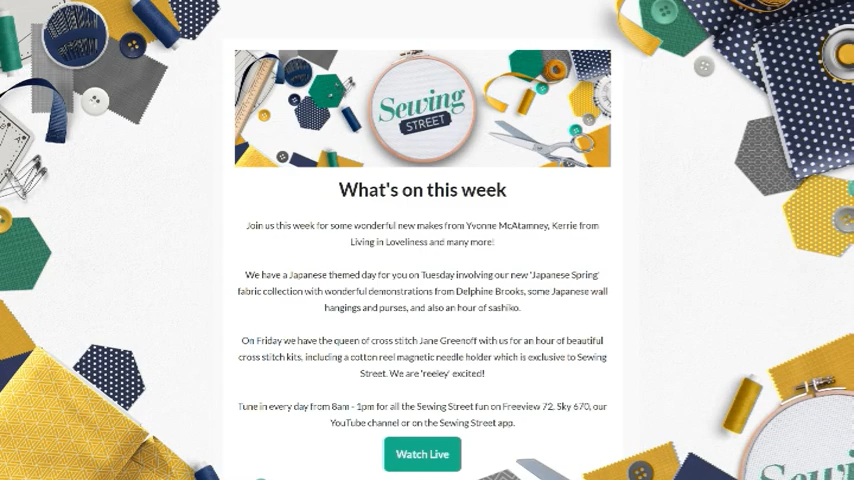 Sewing
STREET
What's on this week
Join us this week for some wonderful new makes from Yvonne McAtamney, Kerrie from
Living in Loveliness and many more!
We have a Japanese themed day for you on Tuesday involving our new 'Japanese Spring'
fabric collection with wonderful demonstrations from Delphine Brooks, some Japanese wall
hangings and purses, and also an hour of sashiko.
On Friday we have the queen of cross stitch Jane Greenoff with us for an hour of beautiful
cross stitch kits, including a cotton reel magnetic needle holder which is exclusive to Sewing
Street. We are 'reeley' excited!
Tune in every day from 8am - 1pm for all the Sewing Street fun on Freeview 72, Sky 670, our
YouTube channel or on the Sewing Street app.
Watch Live